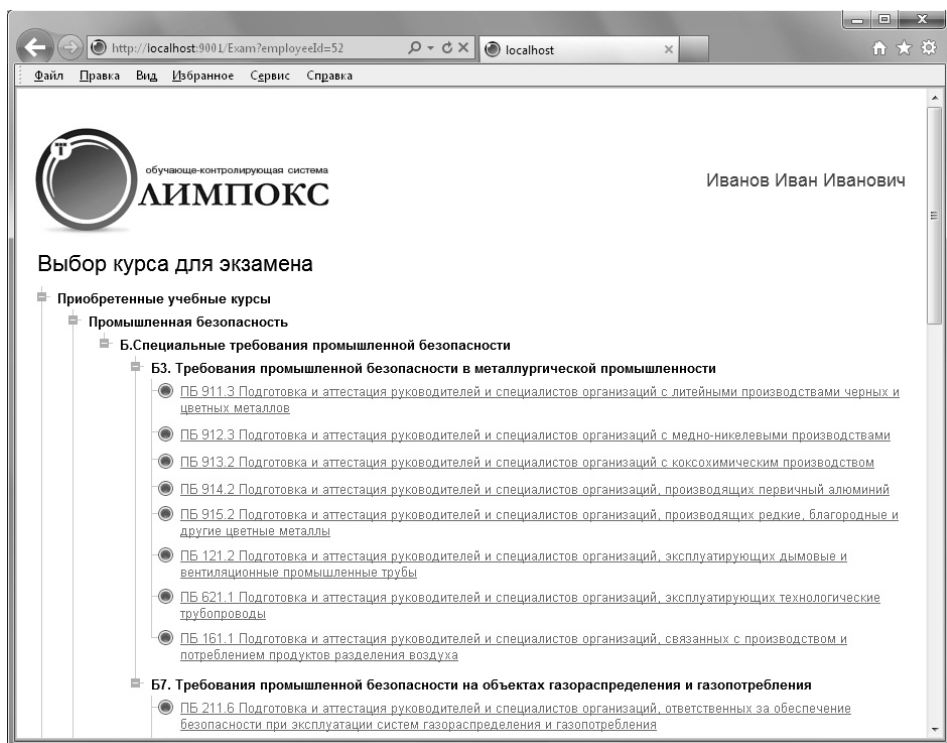 http://localhost:9001/Exam?employeeId=52
localhost
Файл Правка Вид Избранное Сервис Справка
Т
обучающе-контролирующая система
ЛИМПОКС
Иванов Иван Иванович
Выбор курса для экзамена
Приобретенные учебные курсы
Промышленная безопасность
Б.Специальные требования промышленной безопасности
Б3. Требования промышленной безопасности в металлургической промышленности
ПБ 911.3 Подготовка и аттестация руководителей и специалистов организаций с литейными производствами черных и
цветных металлов
ПБ 912.3 Подготовка и аттестация руководителей и специалистов организаций с медно-никелевыми производствами
ПБ 913.2 Подготовка и аттестация руководителей и специалистов организаций с коксохимическим производством
ПБ 914.2 Подготовка и аттестация руководителей и специалистов организаций, производящих первичный алюминий
ПБ 915.2 Подготовка и аттестация руководителей и специалистов организаций, производящих редкие, благородные и
другие цветные металлы
ПБ 121.2 Подготовка и аттестация руководителей и специалистов организаций, эксплуатирующих дымовые и
вентиляционные промышленные трубы
ПБ 621.1 Подготовка и аттестация руководителей и специалистов организаций, эксплуатирующих технологические
трубопроводы
ПБ 161.1 Подготовка и аттестация руководителей и специалистов организаций, связанных с производством и
потреблением продуктов разделения воздуха
Б7. Требования промышленной безопасности на объектах газораспределения и газопотребления
ПБ 211.6 Подготовка и аттестация руководителей и специалистов организаций, ответственных за обеспечение
безопасности при эксплуатации систем газораспределения и газопотребления